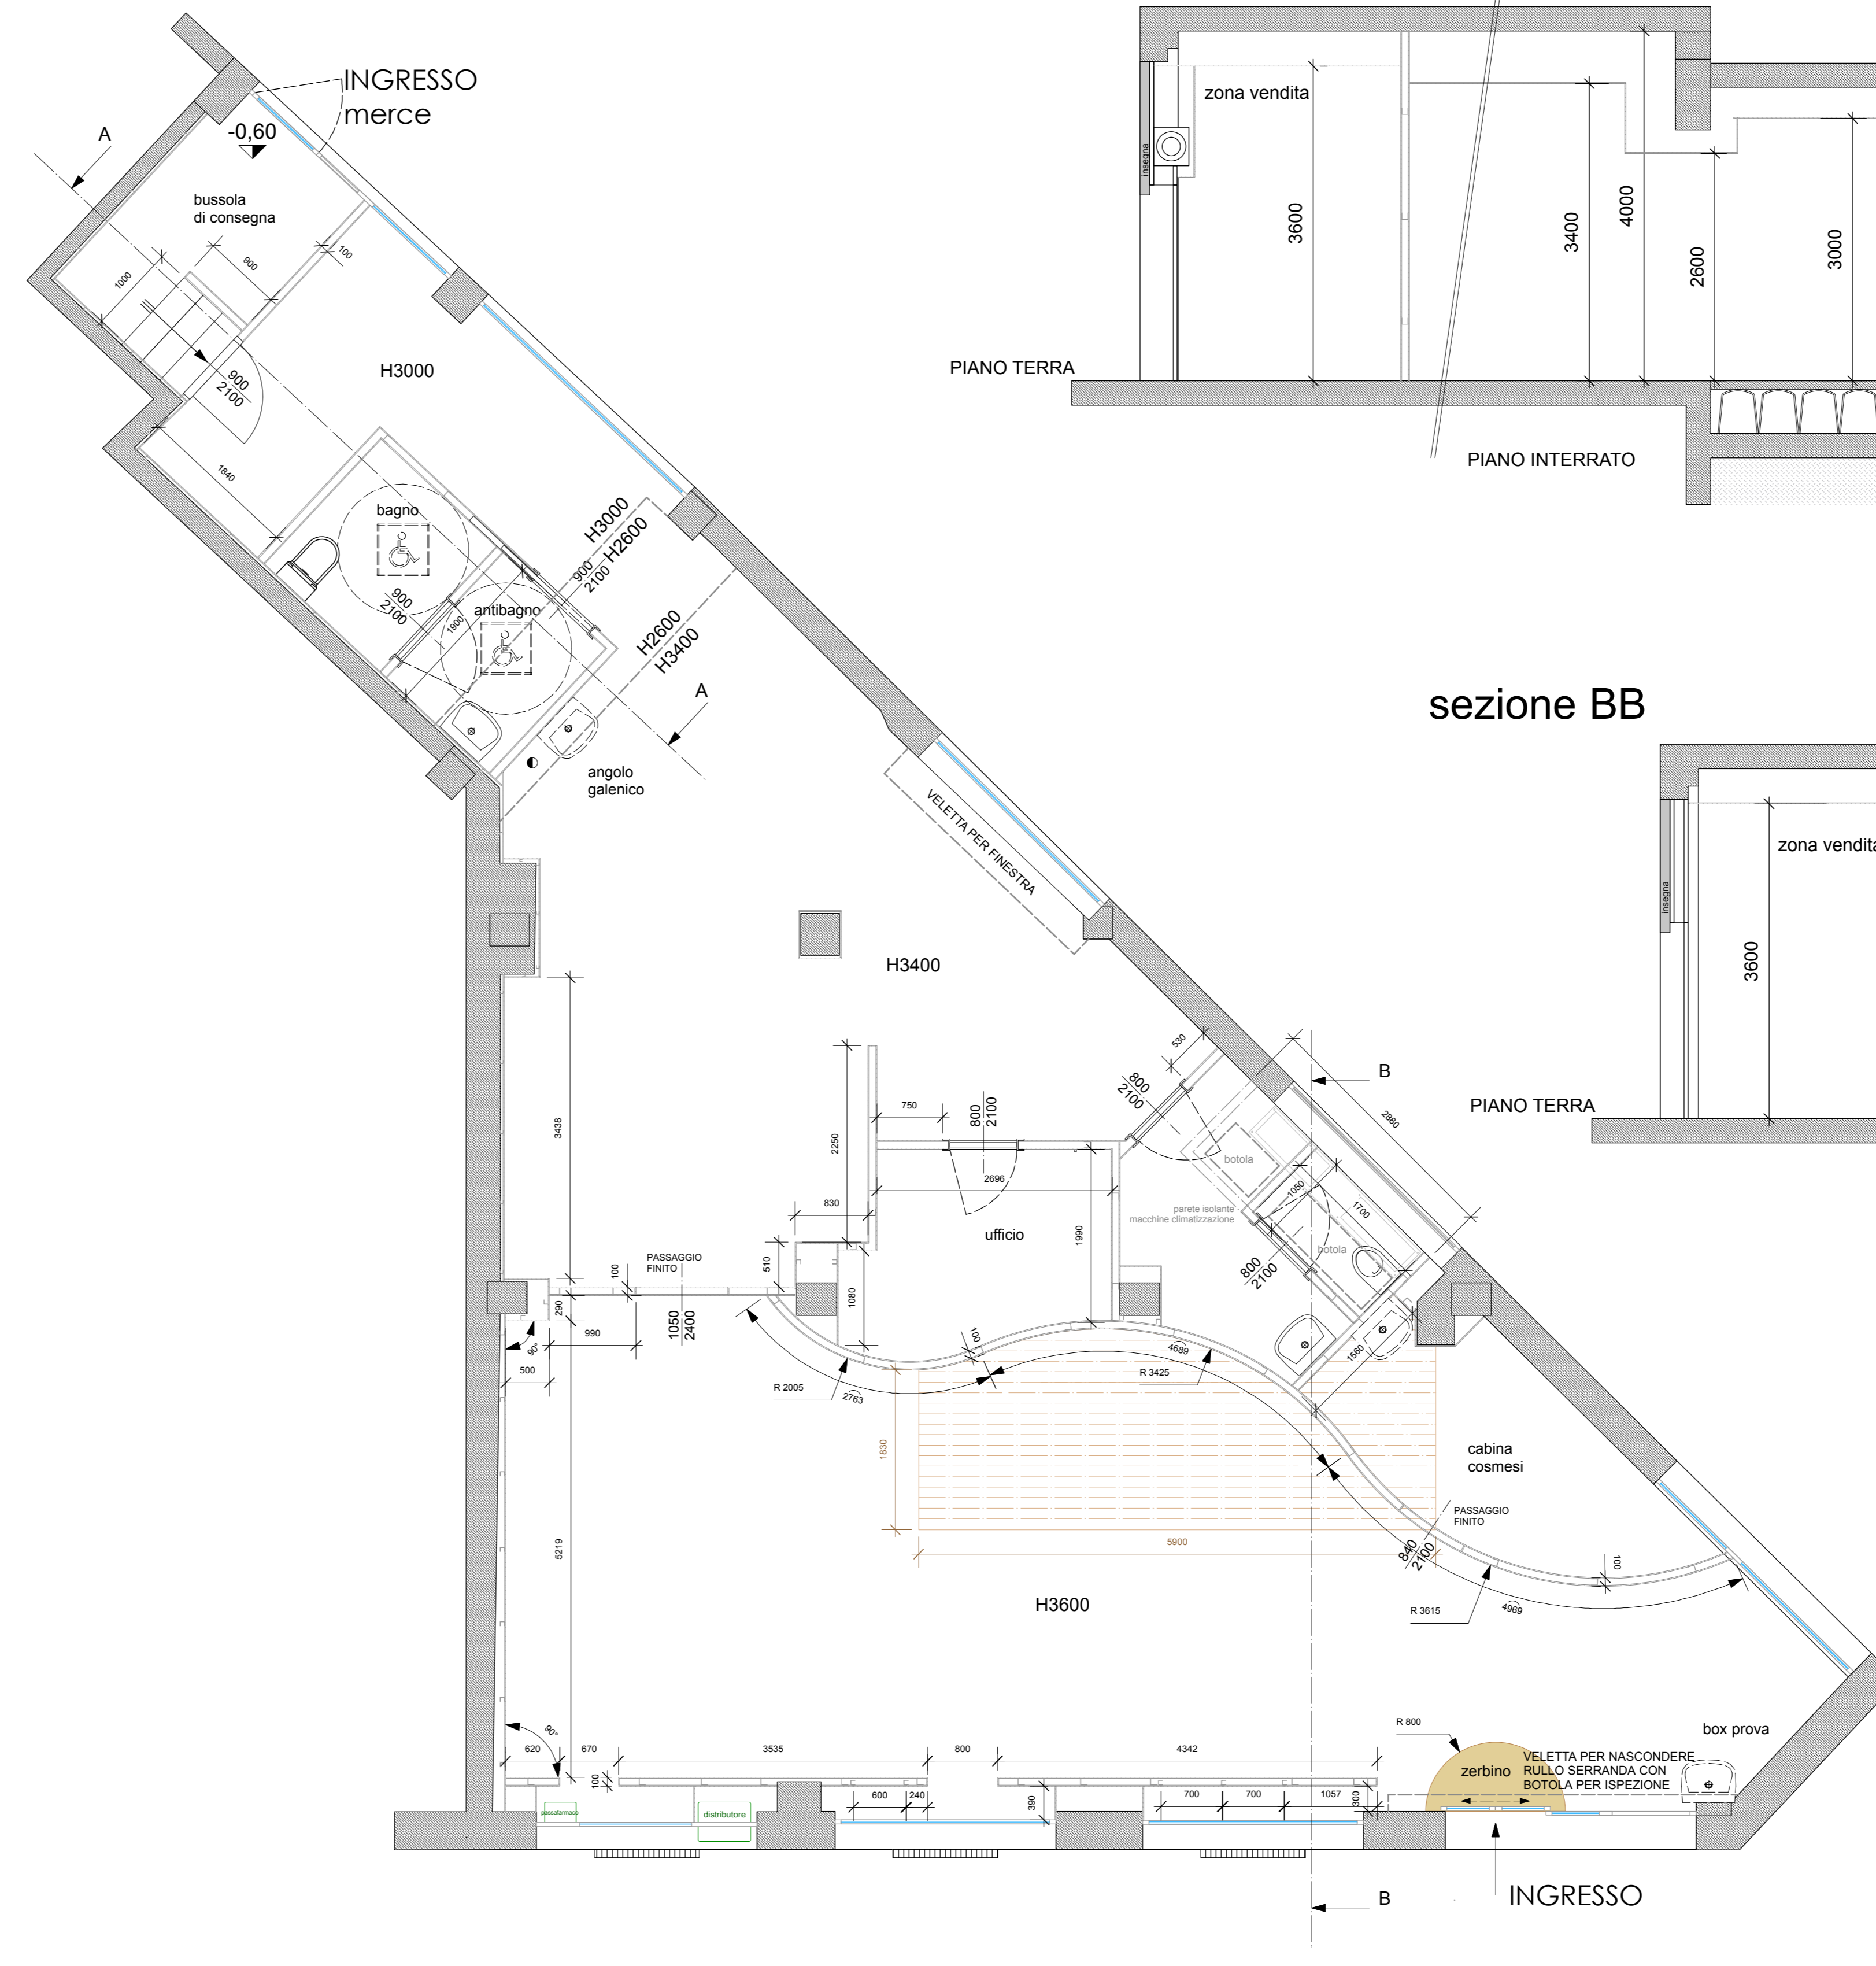 INGRESSO
merce
-0,60
A
bussola
di consegna
1000
900
100
900
2100
H3000
1840
bagno
900
2100
antibagno
1900
H3000
H2600
900
2100
H2600
H3400
A
angolo
galenico
VELETTA PER FINESTRA
H3400
3438
2250
750
800
2100
2696
830
510
1080
1990
ufficio
530
800
2100
botola
parete isolante
macchine climatizzazione
B
2880
1050
1700
botola
800
2100
1560
PASSAGGIO
FINITO
100
290
990
1050
2400
90°
500
R 2005
2763
100
4689
R 3425
1830
5900
cabina
cosmesi
PASSAGGIO
FINITO
840
2100
100
R 3615
4969
5219
H3600
90°
620
670
3535
800
4342
100
600
240
390
700
700
1057
300
passafarmaco
distributore
R 800
zerbino
VELETTA PER NASCONDERE
RULLO SERRANDA CON
BOTOLA PER ISPEZIONE
box prova
B
INGRESSO
zona vendita
insegna
3600
3400
4000
2600
3000
PIANO TERRA
PIANO INTERRATO
sezione BB
zona vendita
insegna
3600
PIANO TERRA